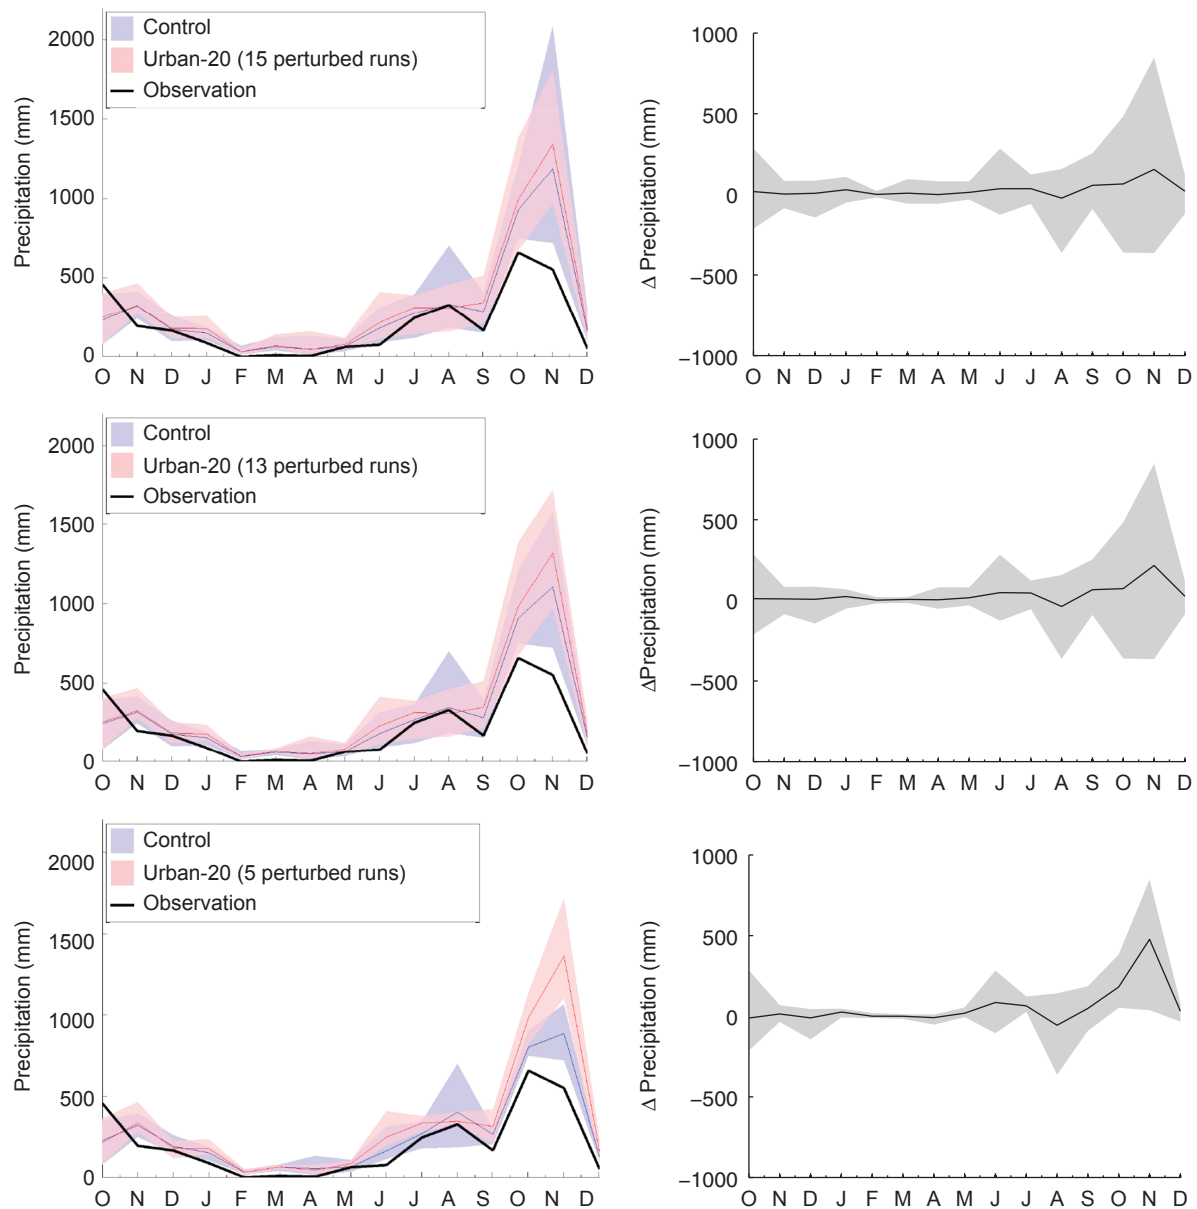 Control
Urban-20 (15 perturbed runs)
Observation
Precipitation (mm)
2000
1500
1000
500
0
O N D J F M A M J J A S O N D
Δ Precipitation (mm)
1000
500
0
−500
−1000
O N D J F M A M J J A S O N D
Control
Urban-20 (13 perturbed runs)
Observation
Precipitation (mm)
2000
1500
1000
500
0
O N D J F M A M J J A S O N D
ΔPrecipitation (mm)
1000
500
0
−500
−1000
O N D J F M A M J J A S O N D
Control
Urban-20 (5 perturbed runs)
Observation
Precipitation (mm)
2000
1500
1000
500
0
O N D J F M A M J J A S O N D
Δ Precipitation (mm)
1000
500
0
−500
−1000
O N D J F M A M J J A S O N D